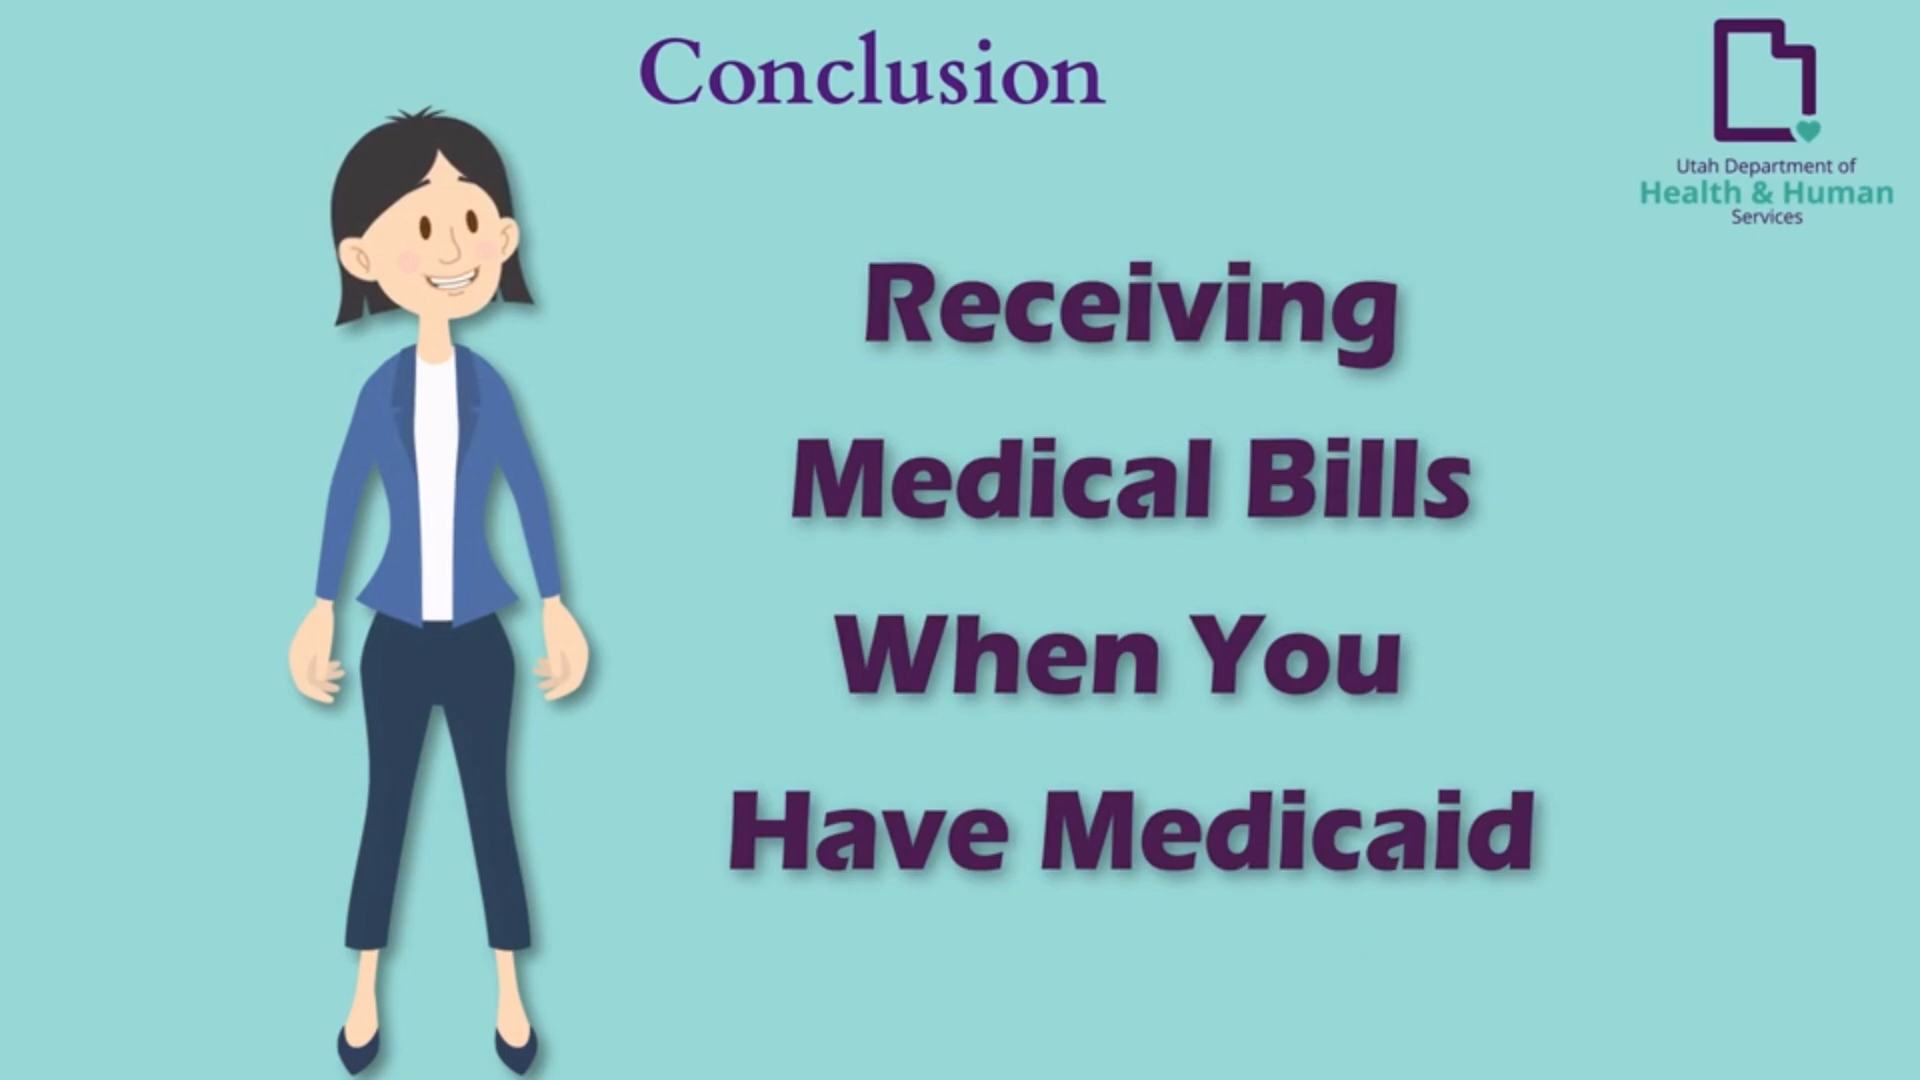 Conclusion
Utah Department of
Health & Human
Services
Receiving
Medical Bills
When You
Have Medicaid